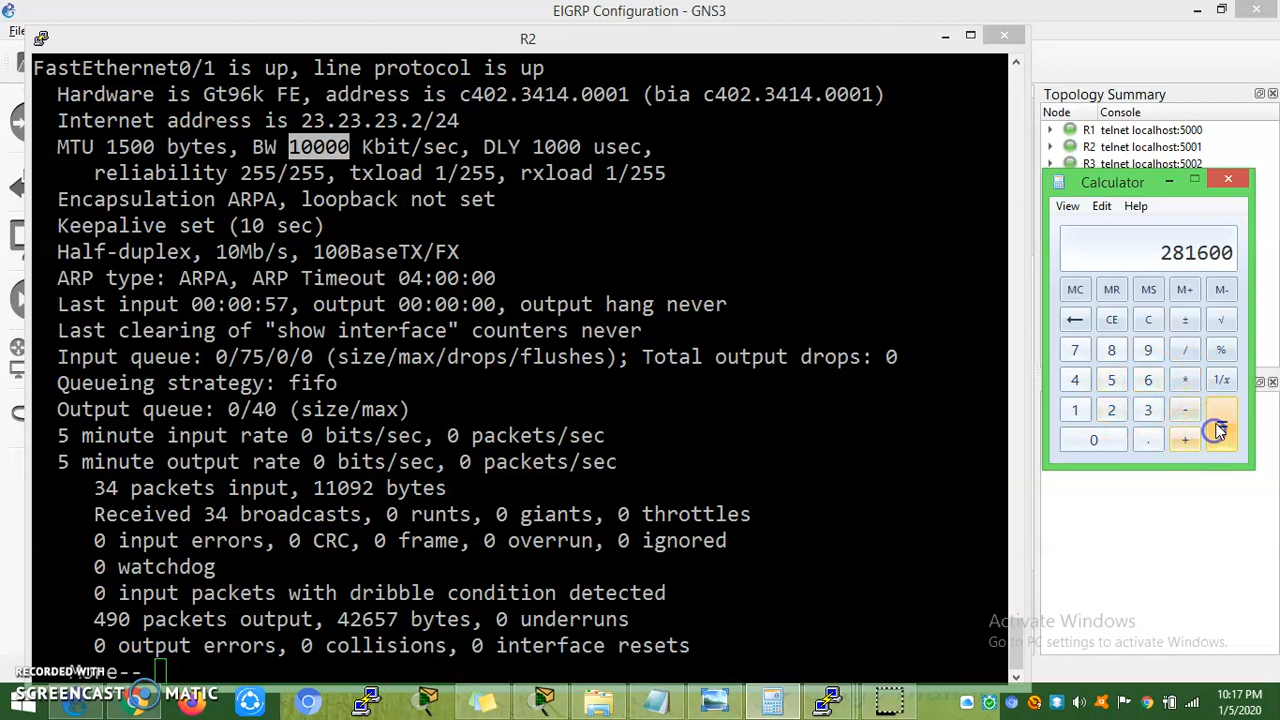 EIGRP Configuration - GNS3
R2
FastEthernet0/1 is up, line protocol is up
Hardware is Gt96k FE, address is c402.3414.0001 (bia c402.3414.0001)
Internet address is 23.23.23.2/24
MTU 1500 bytes, BW 10000 Kbit/sec, DLY 1000 usec,
reliability 255/255, txload 1/255, rxload 1/255
Encapsulation ARPA, loopback not set
Keepalive set (10 sec)
Half-duplex, 10Mb/s, 100BaseTX/FX
ARP type: ARPA, ARP Timeout 04:00:00
Last input 00:00:57, output 00:00:00, output hang never
Last clearing of "show interface" counters never
Input queue: 0/75/0/0 (size/max/drops/flushes); Total output drops: 0
Queueing strategy: fifo
Output queue: 0/40 (size/max)
5 minute input rate 0 bits/sec, 0 packets/sec
5 minute output rate 0 bits/sec, 0 packets/sec
34 packets input, 11092 bytes
Received 34 broadcasts, 0 runts, 0 giants, 0 throttles
0 input errors, 0 CRC, 0 frame, 0 overrun, 0 ignored
0 watchdog
0 input packets with dribble condition detected
490 packets output, 42657 bytes, 0 underruns
0 output errors, 0 collisions, 0 interface resets
Topology Summary
Node Console
R1 telnet localhost:5000
R2 telnet localhost:5001
R3 telnet localhost:5002
Calculator
View Edit Help
281600
MC MR MS M+ M-
← CE C ± √
7 8 9 / %
4 5 6 * 1/x
1 2 3 -
0 . +
Activate Windows
Go to PC settings to activate Windows.
RECORDED WITH
SCREENCAST MATIC
10:17 PM
1/5/2020